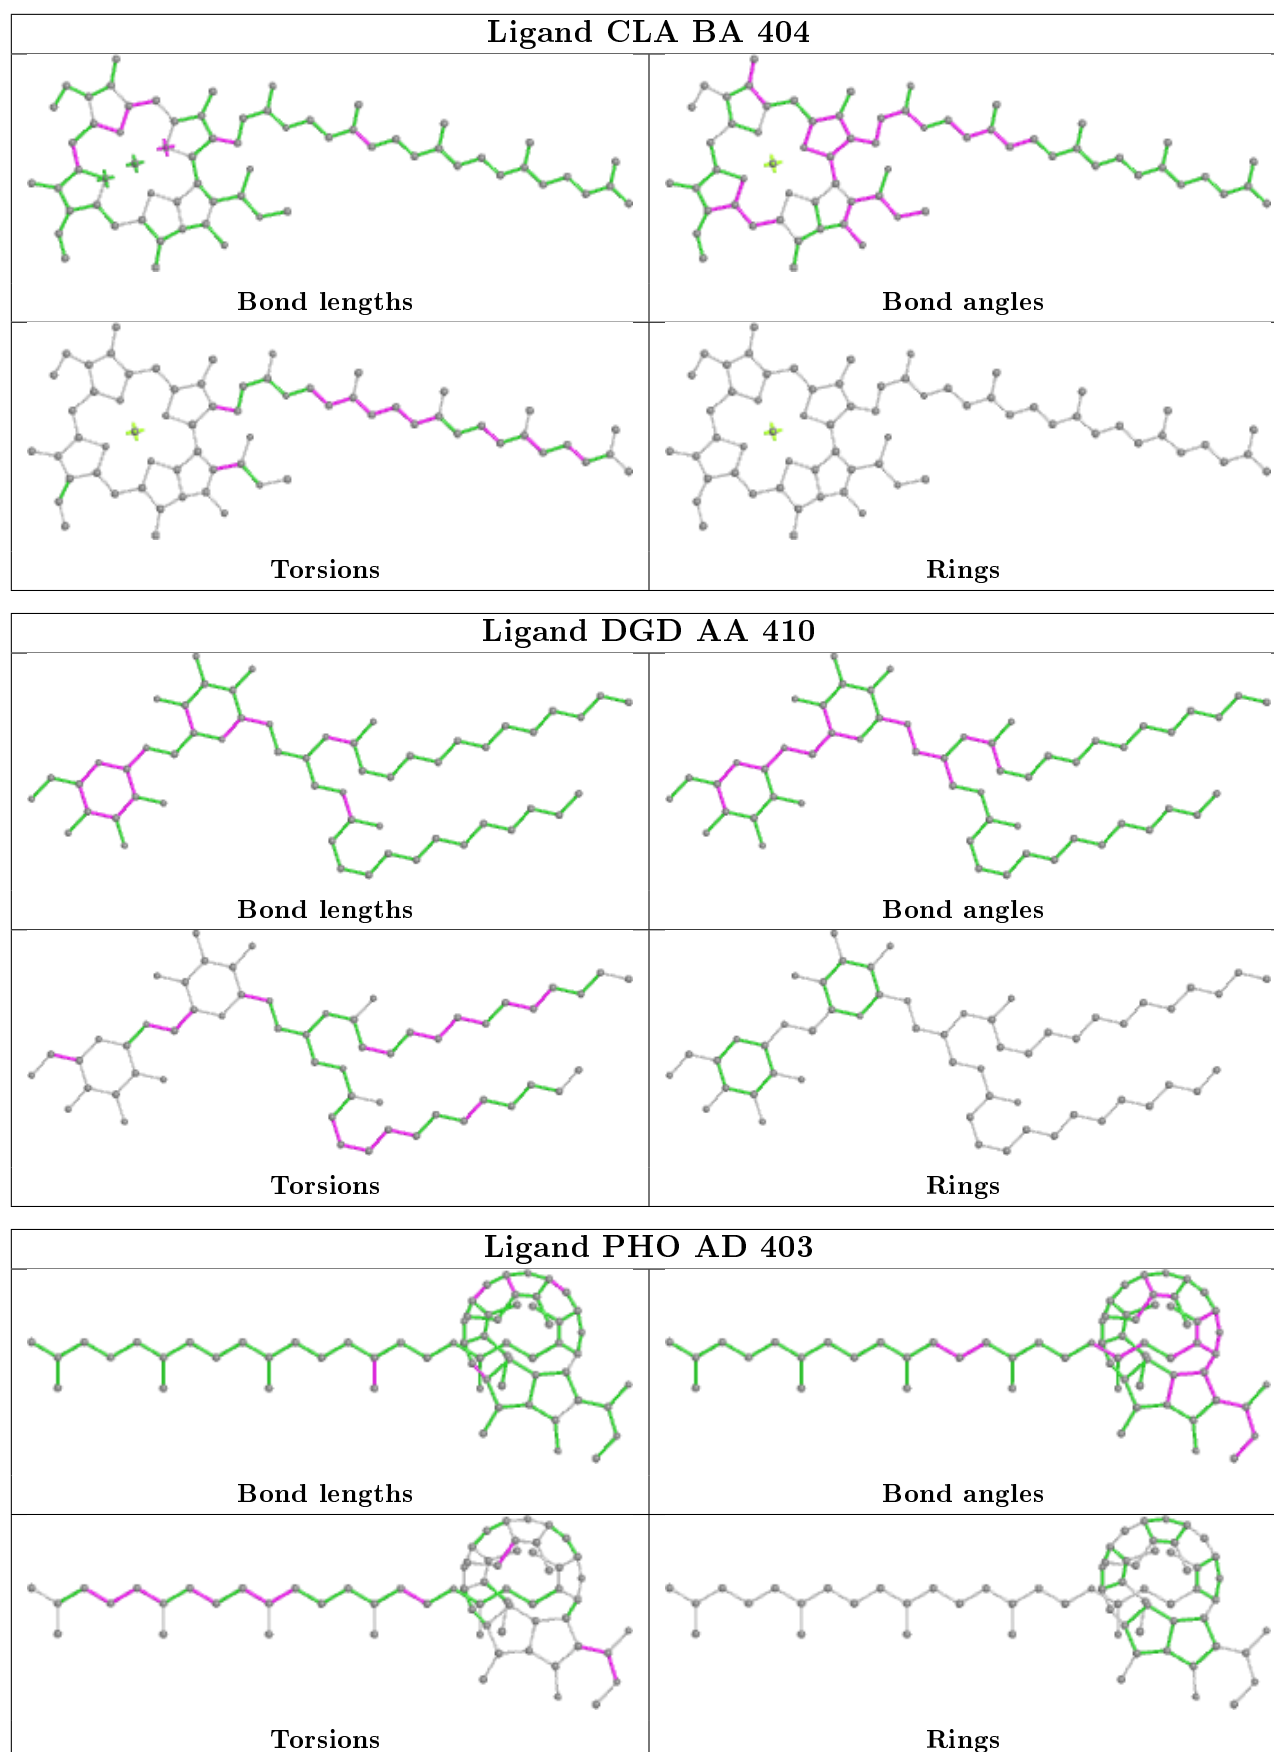 Ligand CLA BA 404
Bond lengths
Bond angles
Torsions
Rings
Ligand DGD AA 410
Bond lengths
Bond angles
Torsions
Rings
Ligand PHO AD 403
Bond lengths
Bond angles
Torsions
Rings